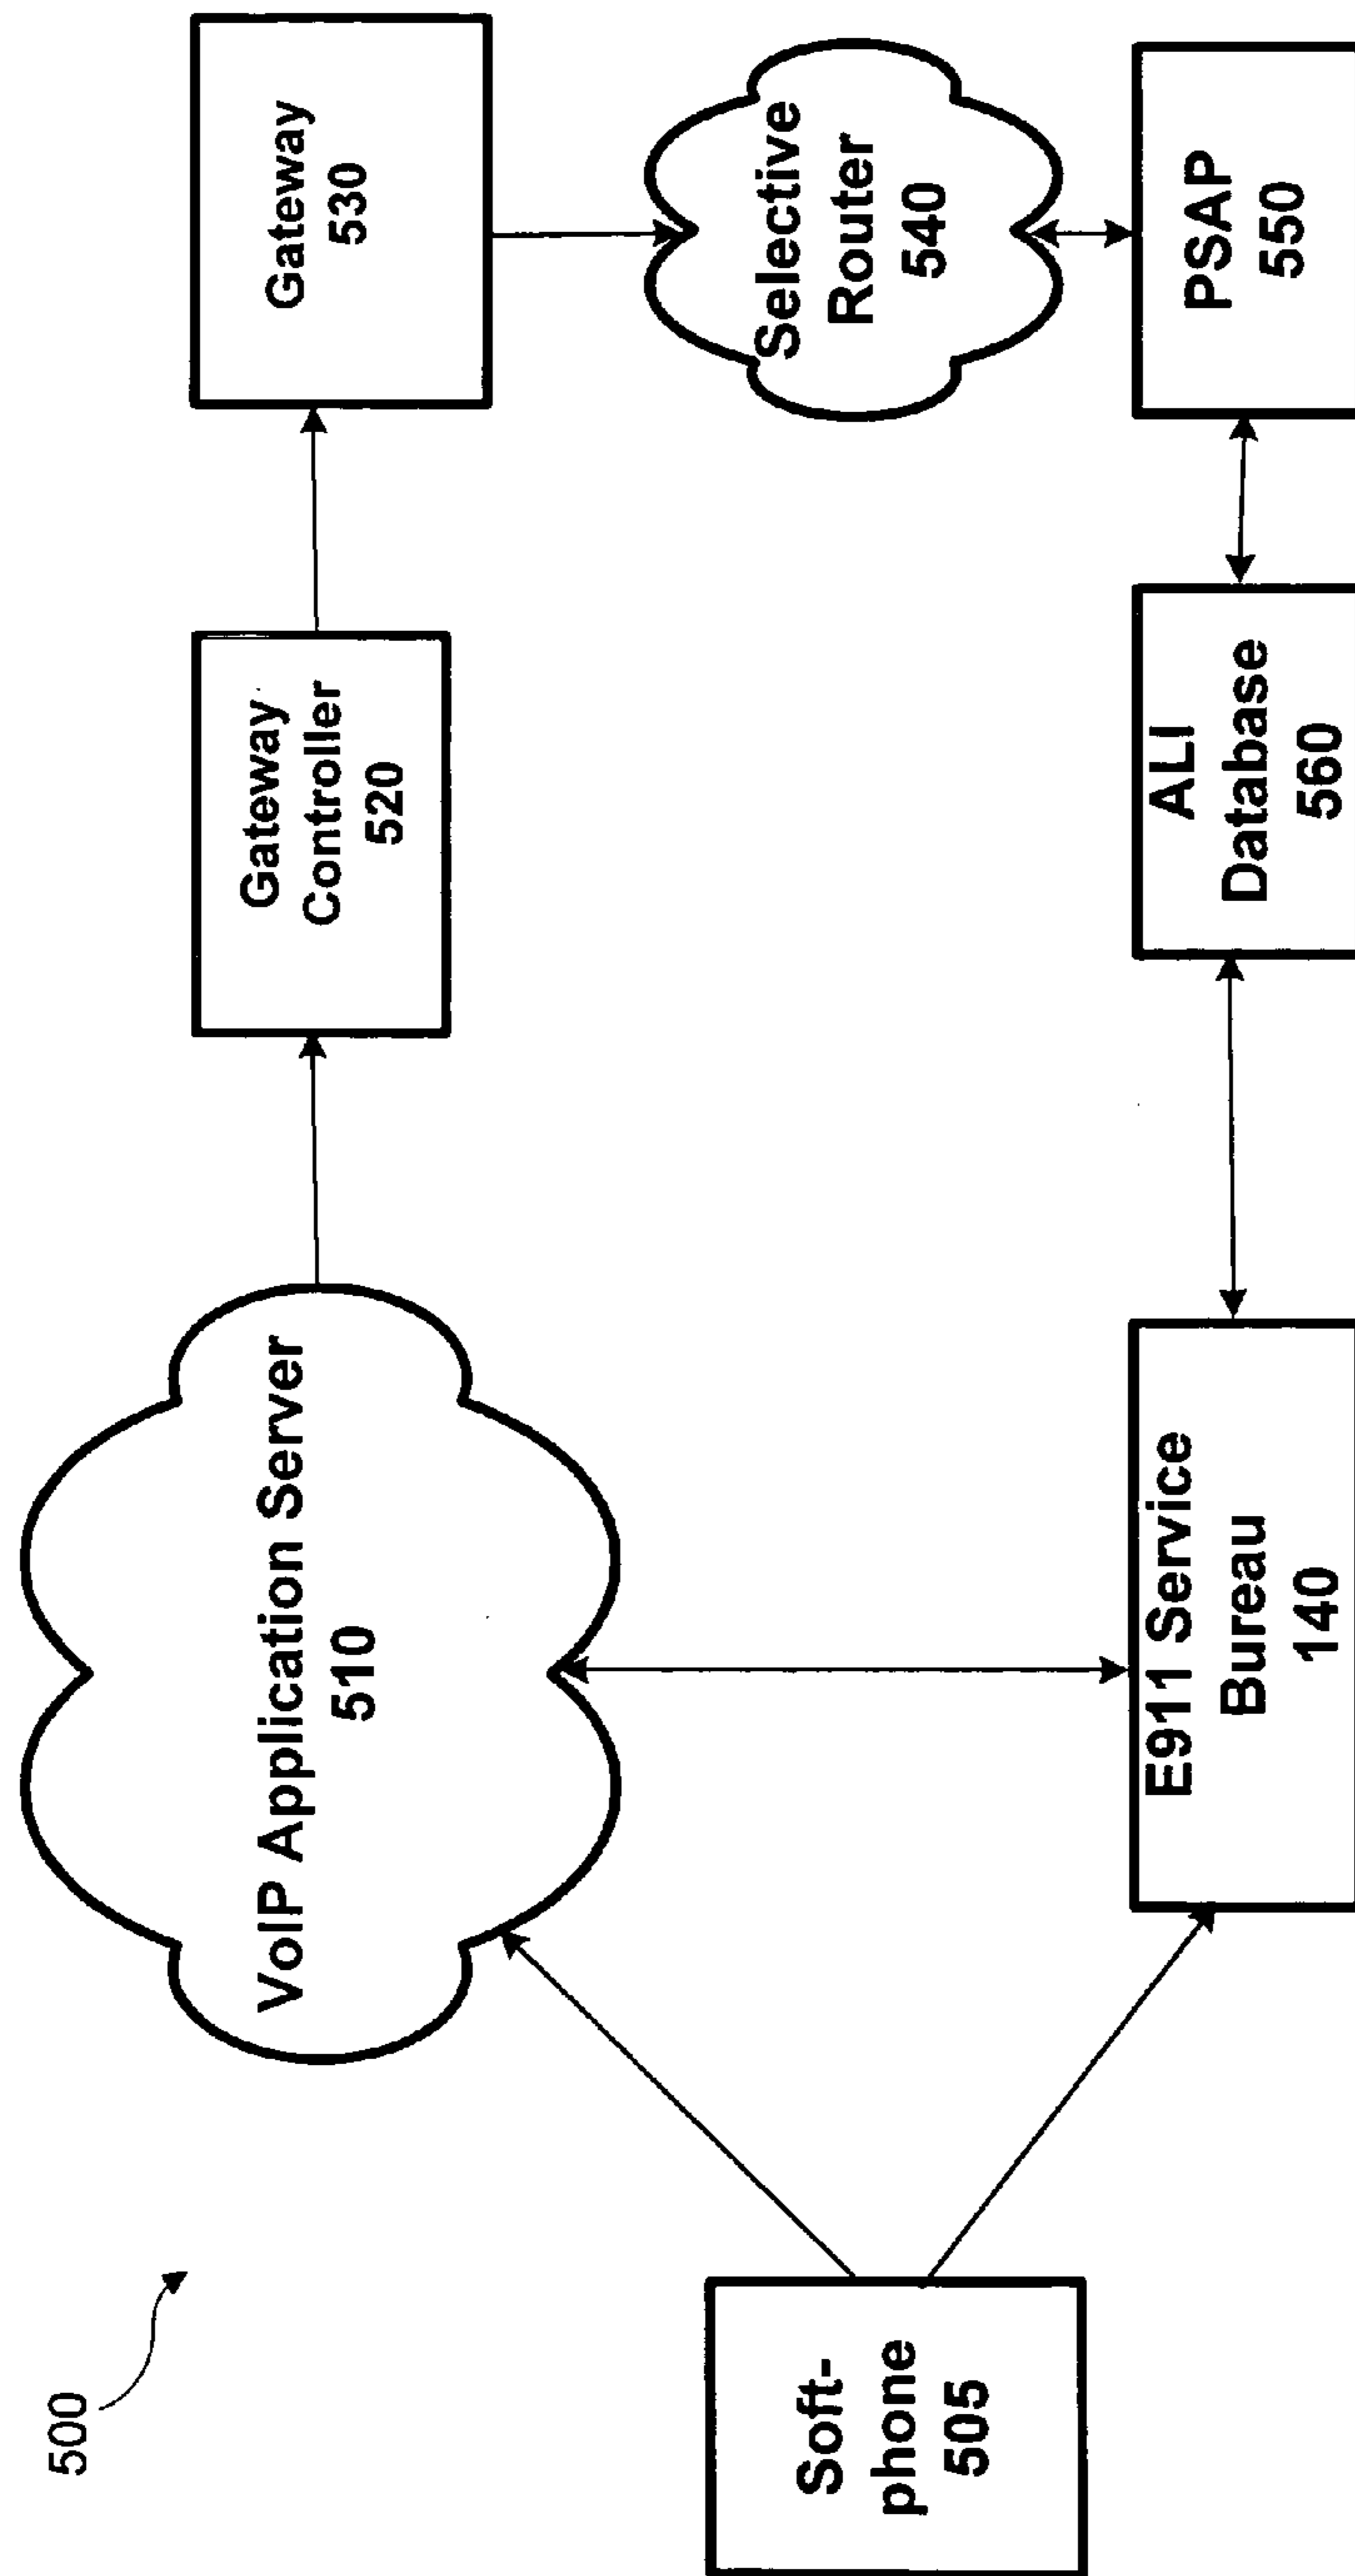 500
VoIP Application Server
510
Gateway
Controller
520
Gateway
530
Soft-
phone
505
Selective
Router
540
E911 Service
Bureau
140
ALI
Database
560
PSAP
550